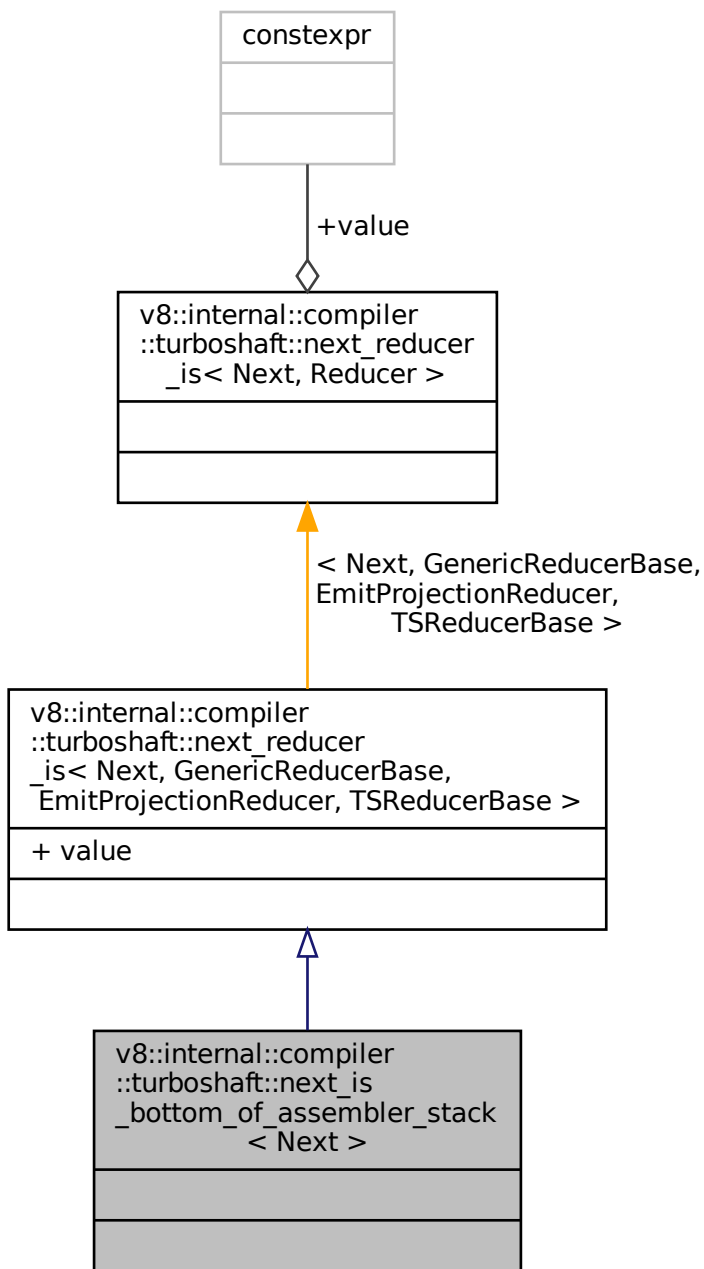 constexpr
+value
v8::internal::compiler
::turboshaft::next_reducer
_is< Next, Reducer >
< Next, GenericReducerBase,
EmitProjectionReducer,
TSReducerBase >
v8::internal::compiler
::turboshaft::next_reducer
_is< Next, GenericReducerBase,
EmitProjectionReducer, TSReducerBase >
+ value
v8::internal::compiler
::turboshaft::next_is
_bottom_of_assembler_stack
< Next >